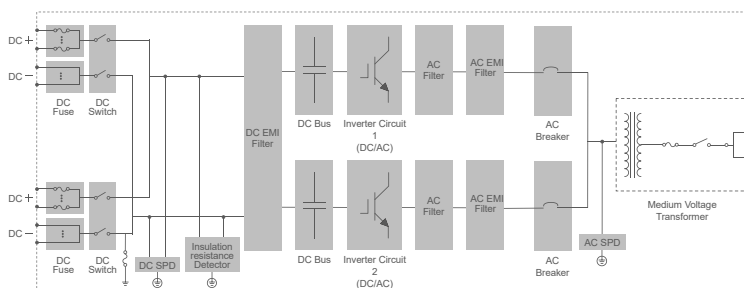 DC +
DC −
DC
Fuse
DC
Switch
DC EMI
Filter
DC Bus
Inverter Circuit
1
(DC/AC)
AC
Filter
AC EMI
Filter
AC
Breaker
DC +
DC −
DC
Fuse
DC
Switch
DC SPD
Insulation
resistance
Detector
DC Bus
Inverter Circuit
2
(DC/AC)
AC
Filter
AC EMI
Filter
AC
Breaker
AC SPD
Medium Voltage
Transformer